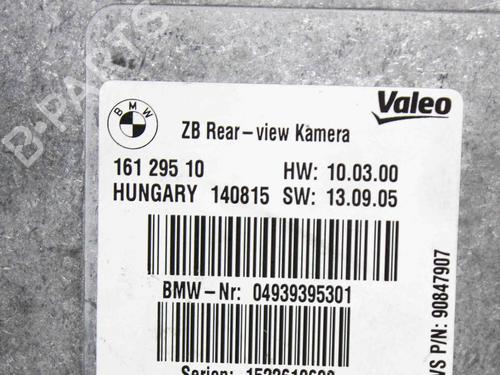 B-PARTS
BMW
Valeo
ZB Rear-view Kamera
161 295 10 HW: 10.03.00
HUNGARY 140815 SW: 13.09.05
BMW-Nr: 04939395301
VS P/N: 90847907